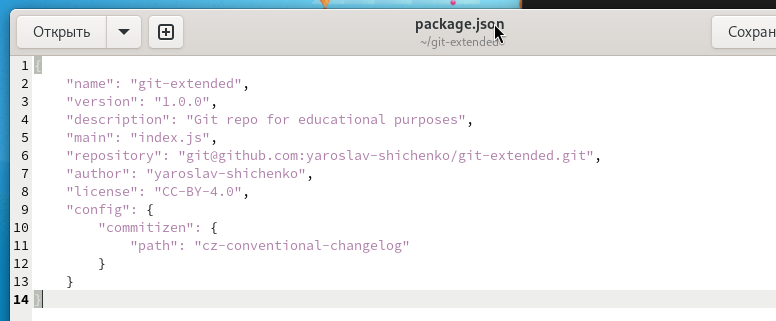 Открыть
package.json
~/git-extended
1 {
2     "name": "git-extended",
3     "version": "1.0.0",
4     "description": "Git repo for educational purposes",
5     "main": "index.js",
6     "repository": "git@github.com:yaroslav-shichenko/git-extended.git",
7     "author": "yaroslav-shichenko",
8     "license": "CC-BY-4.0",
9     "config": {
10         "commitizen": {
11             "path": "cz-conventional-changelog"
12         }
13     }
14 }